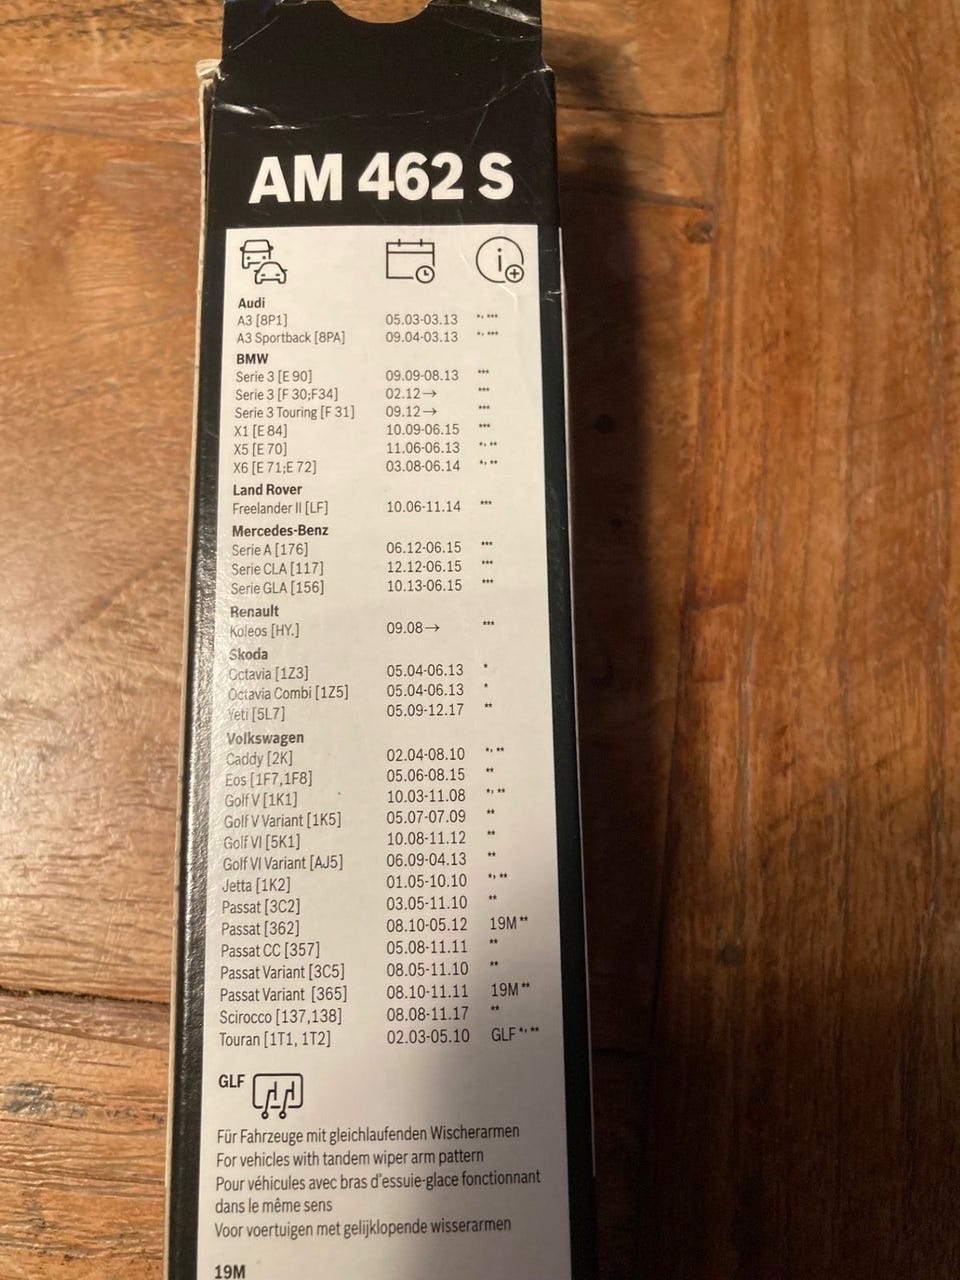 AM 462 S
Audi
A3 [8P1] 05.03-03.13 *, ***
A3 Sportback [8PA] 09.04-03.13 *, ***
BMW
Serie 3 [E 90] 09.09-08.13 ***
Serie 3 [F 30;F34] 02.12→ ***
Serie 3 Touring [F 31] 09.12→ ***
X1 [E 84] 10.09-06.15 ***
X5 [E 70] 11.06-06.13 *, **
X6 [E 71;E 72] 03.08-06.14 *, **
Land Rover
Freelander II [LF] 10.06-11.14 ***
Mercedes-Benz
Serie A [176] 06.12-06.15 ***
Serie CLA [117] 12.12-06.15 ***
Serie GLA [156] 10.13-06.15 ***
Renault
Koleos [HY.] 09.08→ ***
Skoda
Octavia [1Z3] 05.04-06.13 *
Octavia Combi [1Z5] 05.04-06.13 *
Yeti [5L7] 05.09-12.17 **
Volkswagen
Caddy [2K] 02.04-08.10 *, **
Eos [1F7,1F8] 05.06-08.15 **
Golf V [1K1] 10.03-11.08 *, **
Golf V Variant [1K5] 05.07-07.09 **
Golf VI [5K1] 10.08-11.12 **
Golf VI Variant [AJ5] 06.09-04.13 **
Jetta [1K2] 01.05-10.10 *, **
Passat [3C2] 03.05-11.10 **
Passat [362] 08.10-05.12 19M **
Passat CC [357] 05.08-11.11 **
Passat Variant [3C5] 08.05-11.10 **
Passat Variant [365] 08.10-11.11 19M **
Scirocco [137,138] 08.08-11.17 **
Touran [1T1, 1T2] 02.03-05.10 GLF *, **
GLF
Für Fahrzeuge mit gleichlaufenden Wischerarmen
For vehicles with tandem wiper arm pattern
Pour véhicules avec bras d'essuie-glace fonctionnant
dans le même sens
Voor voertuigen met gelijklopende wisserarmen
19M